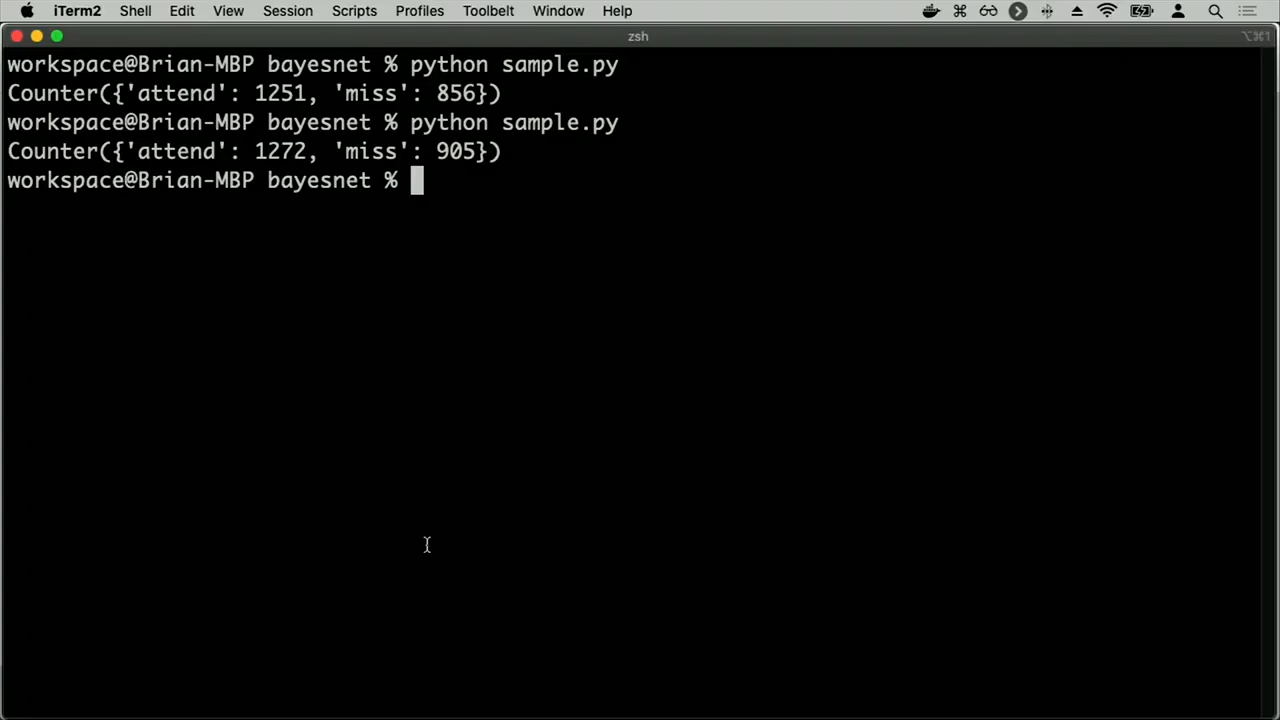 iTerm2 Shell Edit View Session Scripts Profiles Toolbelt Window Help
zsh ⌥⌘1
workspace@Brian-MBP bayesnet % python sample.py
Counter({'attend': 1251, 'miss': 856})
workspace@Brian-MBP bayesnet % python sample.py
Counter({'attend': 1272, 'miss': 905})
workspace@Brian-MBP bayesnet %